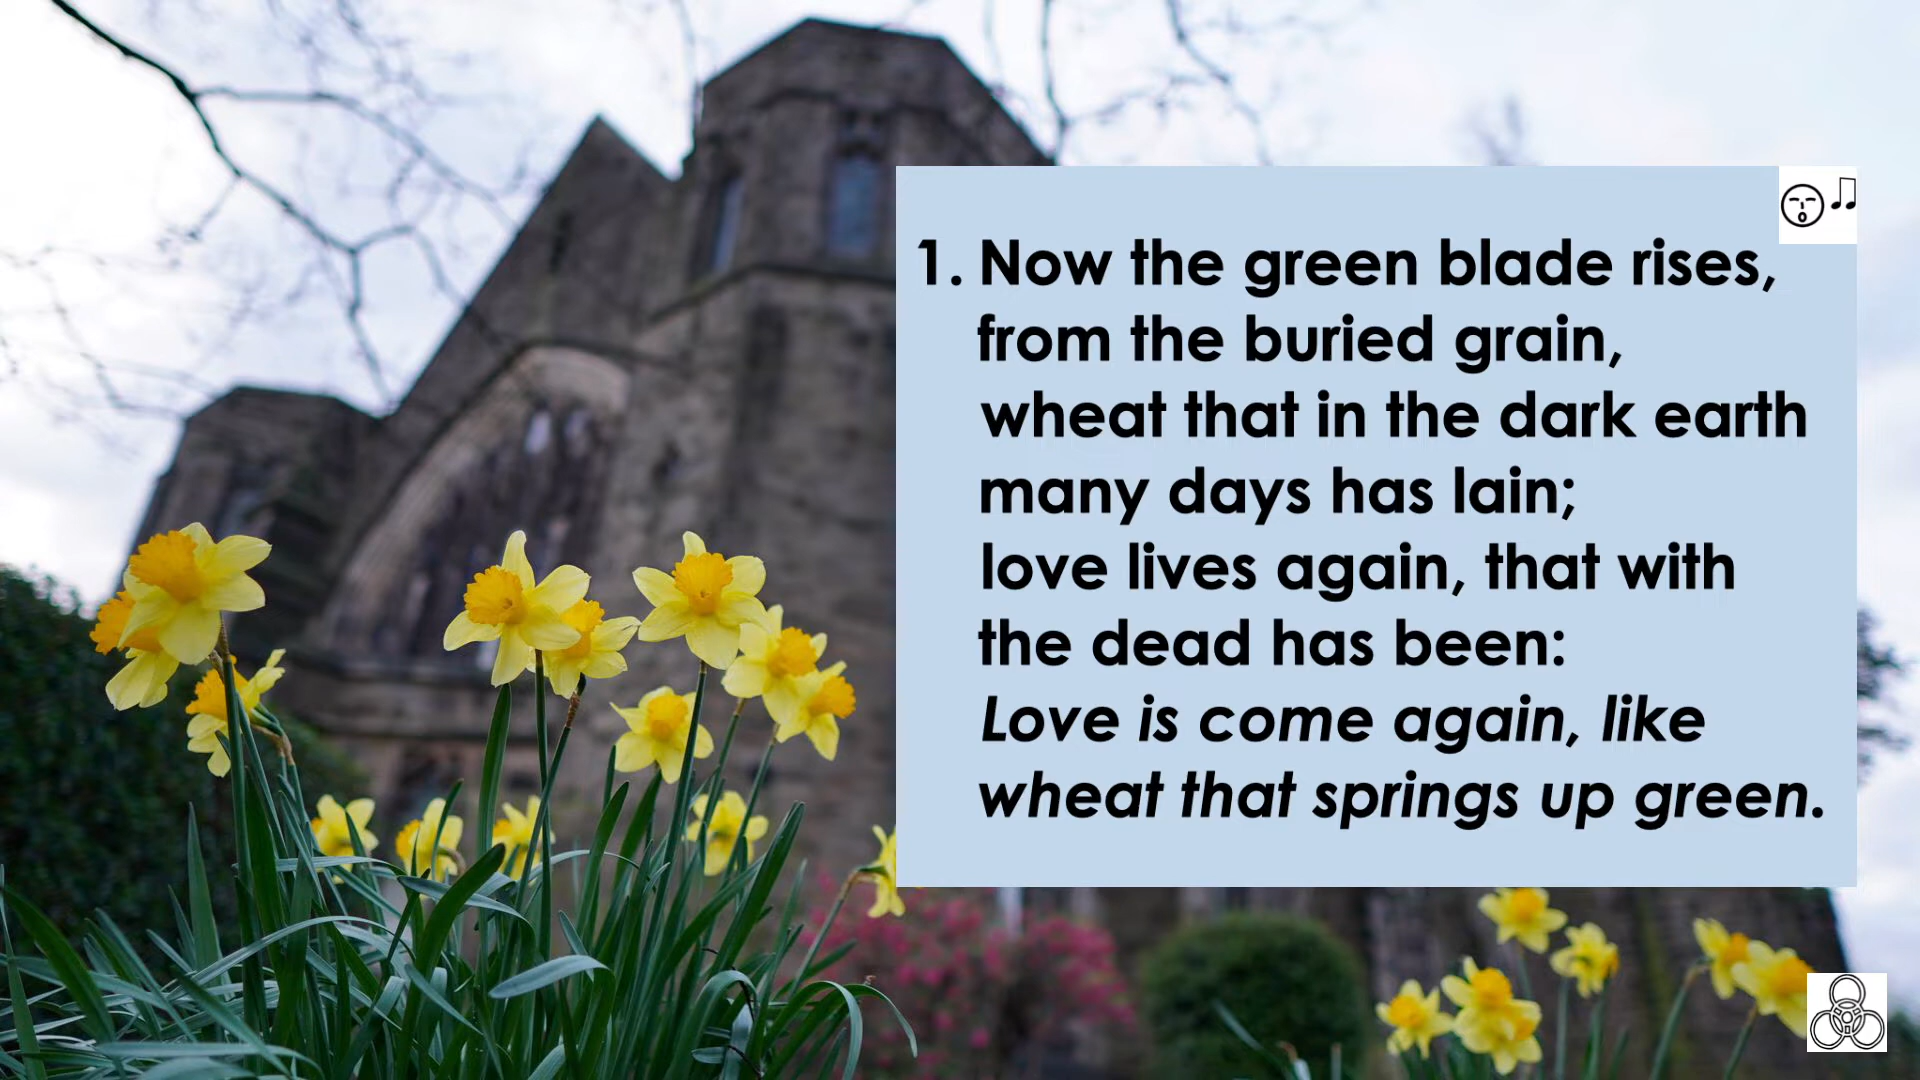 1. Now the green blade rises,
from the buried grain,
wheat that in the dark earth
many days has lain;
love lives again, that with
the dead has been:
Love is come again, like
wheat that springs up green.